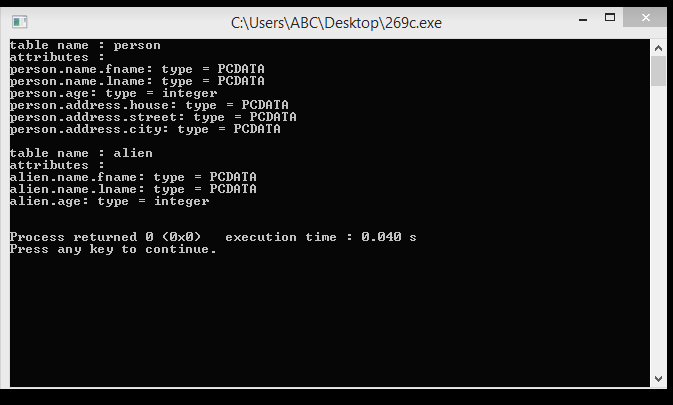 C:\Users\ABC\Desktop\269c.exe
table name : person
attributes :
person.name.fname: type = PCDATA
person.name.lname: type = PCDATA
person.age: type = integer
person.address.house: type = PCDATA
person.address.street: type = PCDATA
person.address.city: type = PCDATA
table name : alien
attributes :
alien.name.fname: type = PCDATA
alien.name.lname: type = PCDATA
alien.age: type = integer
Process returned 0 (0x0)   execution time : 0.040 s
Press any key to continue.